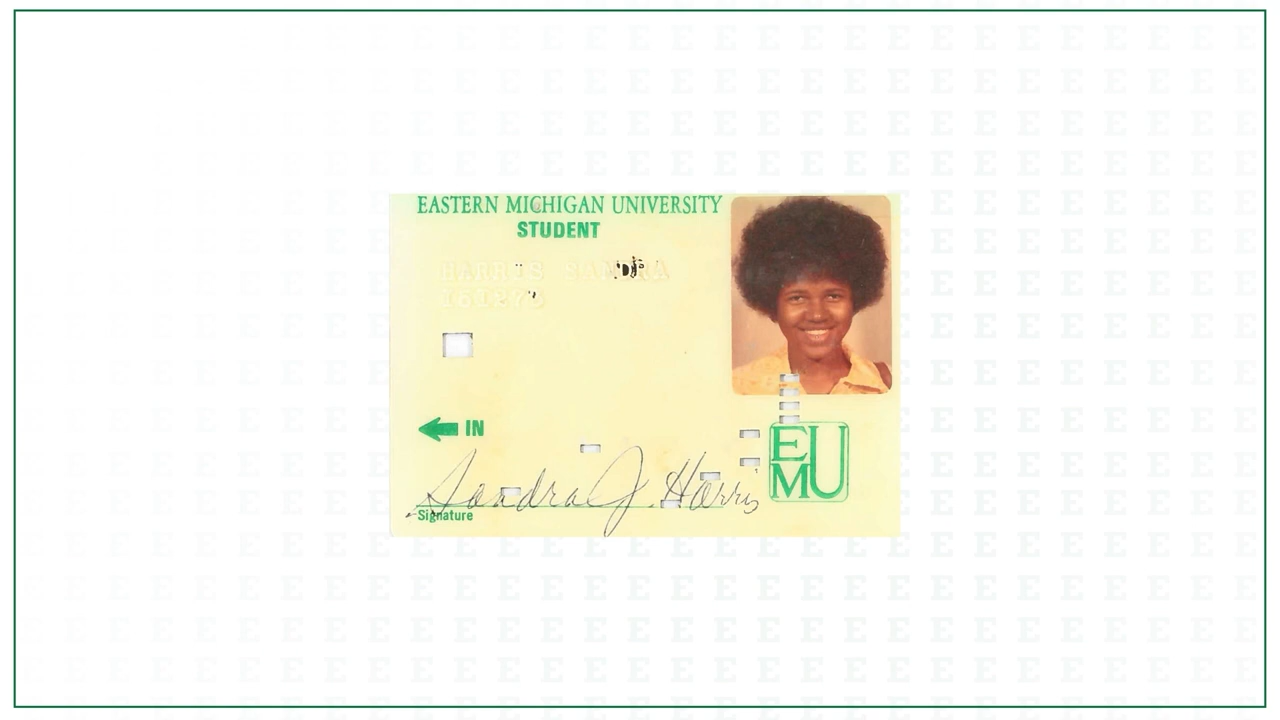 EASTERN MICHIGAN UNIVERSITY
STUDENT
HARRIS SANDRA
IN
Sandra J. Harris
Signature
EMU